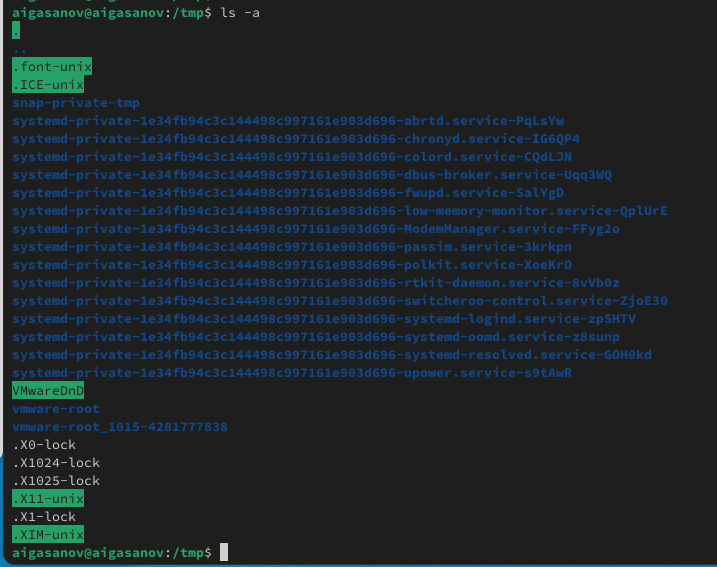 aigasanov@aigasanov:/tmp$ ls -a
.
..
.font-unix
.ICE-unix
snap-private-tmp
systemd-private-1e34fb94c3c144498c997161e903d696-abrtd.service-PqLsYw
systemd-private-1e34fb94c3c144498c997161e903d696-chronyd.service-IG6QP4
systemd-private-1e34fb94c3c144498c997161e903d696-colord.service-CQdLJN
systemd-private-1e34fb94c3c144498c997161e903d696-dbus-broker.service-Uqq3WQ
systemd-private-1e34fb94c3c144498c997161e903d696-fwupd.service-SalYgD
systemd-private-1e34fb94c3c144498c997161e903d696-low-memory-monitor.service-QplUrE
systemd-private-1e34fb94c3c144498c997161e903d696-ModemManager.service-FFyg2o
systemd-private-1e34fb94c3c144498c997161e903d696-passim.service-3krkpn
systemd-private-1e34fb94c3c144498c997161e903d696-polkit.service-XoeKrO
systemd-private-1e34fb94c3c144498c997161e903d696-rtkit-daemon.service-8vVb0z
systemd-private-1e34fb94c3c144498c997161e903d696-switcheroo-control.service-ZjoE30
systemd-private-1e34fb94c3c144498c997161e903d696-systemd-logind.service-zpSHTV
systemd-private-1e34fb94c3c144498c997161e903d696-systemd-oomd.service-z8sunp
systemd-private-1e34fb94c3c144498c997161e903d696-systemd-resolved.service-GOH0kd
systemd-private-1e34fb94c3c144498c997161e903d696-upower.service-s9tAwR
VMwareDnD
vmware-root
vmware-root_1015-4281777838
.X0-lock
.X1024-lock
.X1025-lock
.X11-unix
.X1-lock
.XIM-unix
aigasanov@aigasanov:/tmp$